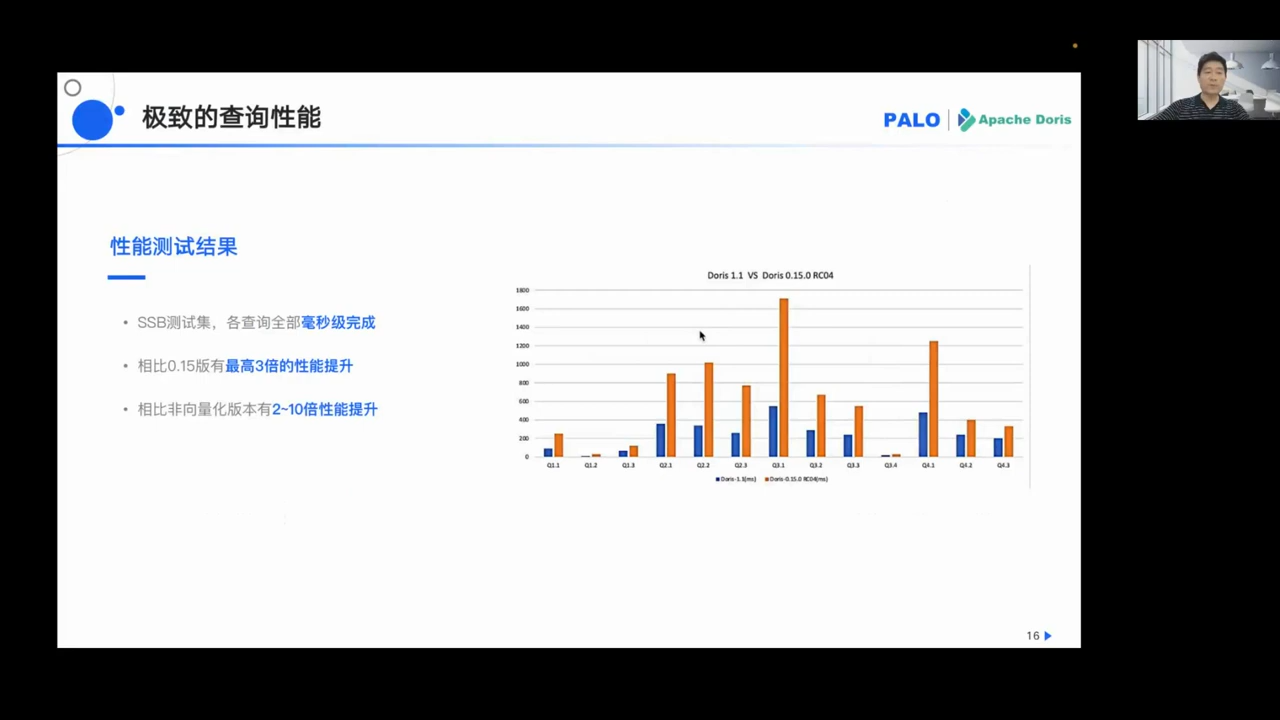 极致的查询性能
PALO
Apache Doris
性能测试结果
• SSB测试集，各查询全部毫秒级完成
• 相比0.15版有最高3倍的性能提升
• 相比非向量化版本有2~10倍性能提升
Doris 1.1 VS Doris 0.15.0 RC04
1800
1600
1400
1200
1000
800
600
400
200
0
Q1.1 Q1.2 Q1.3 Q2.1 Q2.2 Q2.3 Q3.1 Q3.2 Q3.3 Q3.4 Q4.1 Q4.2 Q4.3
Doris-1.1(ms) Doris-0.15.0 RC04(ms)
16